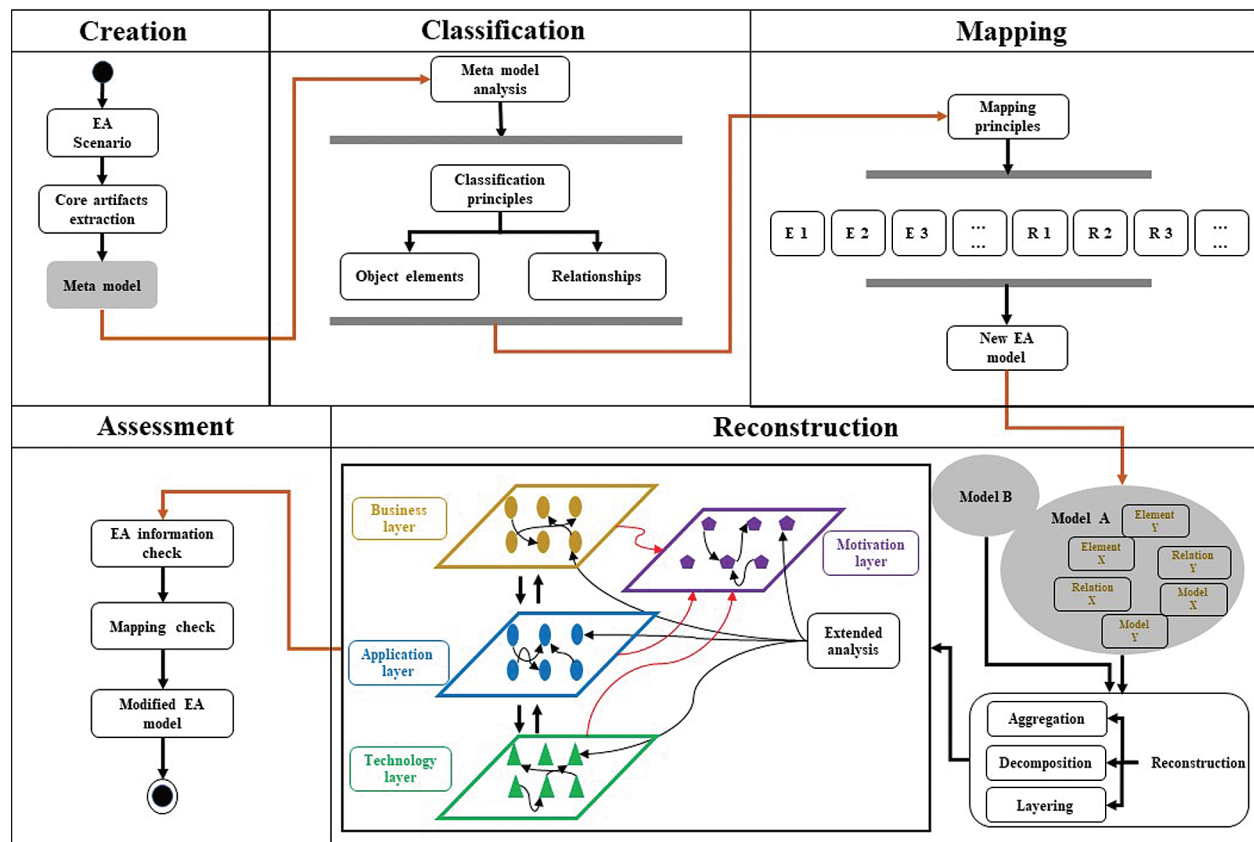 Creation
Classification
Mapping
EA
Scenario
Core artifacts
extraction
Meta model
Meta model
analysis
Classification
principles
Object elements
Relationships
Mapping
principles
E 1
E 2
E 3
...
...
R 1
R 2
R 3
...
...
New EA
model
Assessment
Reconstruction
EA information
check
Mapping check
Modified EA
model
Business
layer
Motivation
layer
Application
layer
Technology
layer
Extended
analysis
Model B
Model A
Element
Y
Element
X
Relation
Y
Relation
X
Model
X
Model
Y
Aggregation
Decomposition
Layering
Reconstruction